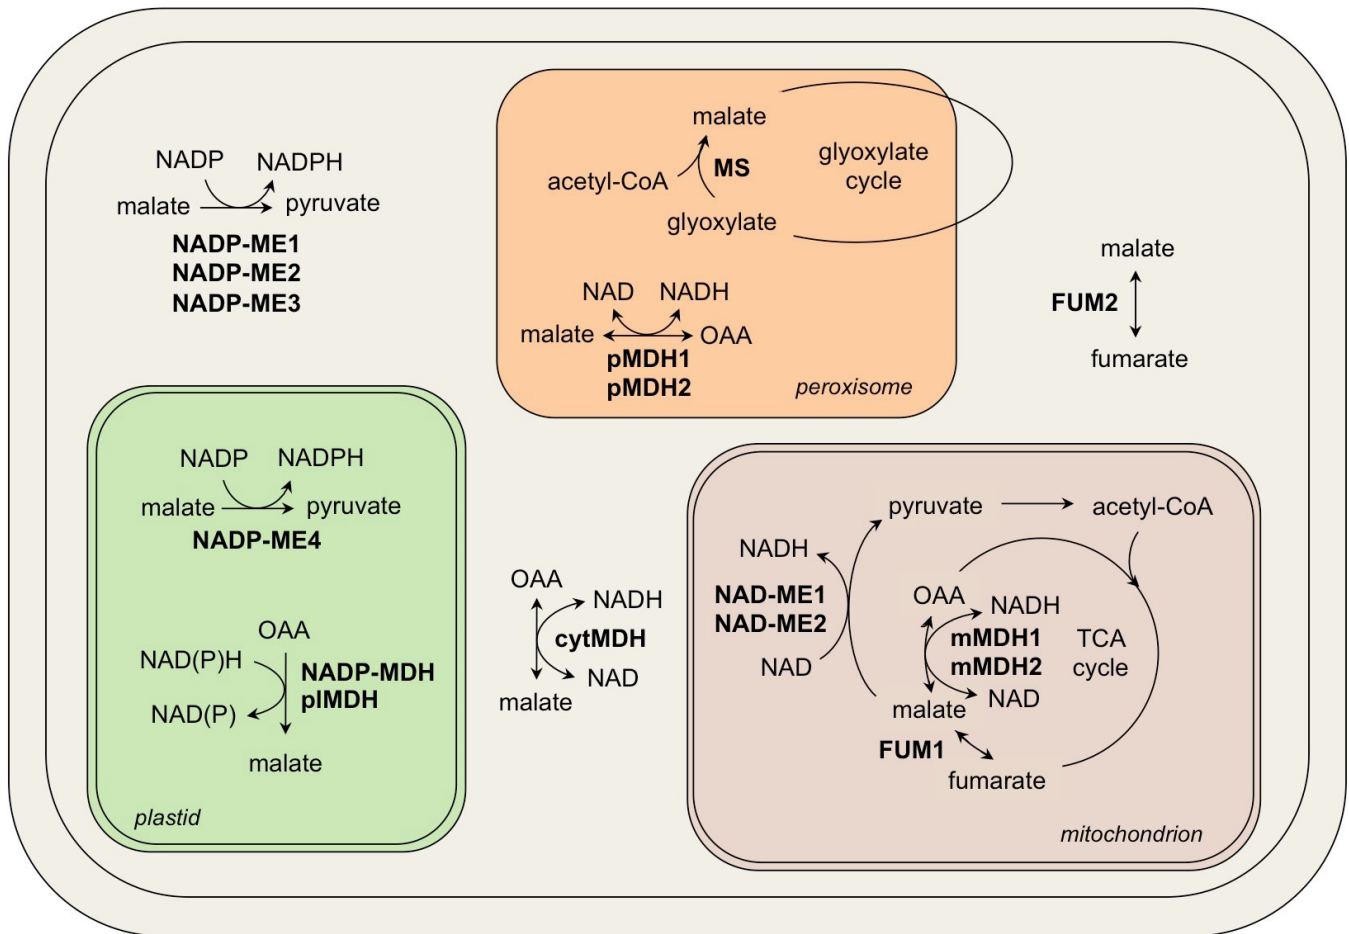 NADP NADPH
malate pyruvate
NADP-ME1
NADP-ME2
NADP-ME3
malate
acetyl-CoA
MS
glyoxylate
glyoxylate
cycle
NAD NADH
malate OAA
pMDH1
pMDH2
peroxisome
malate
FUM2
fumarate
NADP NADPH
malate pyruvate
NADP-ME4
OAA
NAD(P)H
NADP-MDH
plMDH
NAD(P)
malate
plastid
OAA
NADH
cytMDH
NAD
malate
pyruvate acetyl-CoA
NADH
NAD-ME1
NAD-ME2
NAD
OAA
NADH
mMDH1
mMDH2
NAD
TCA
cycle
malate
FUM1
fumarate
mitochondrion